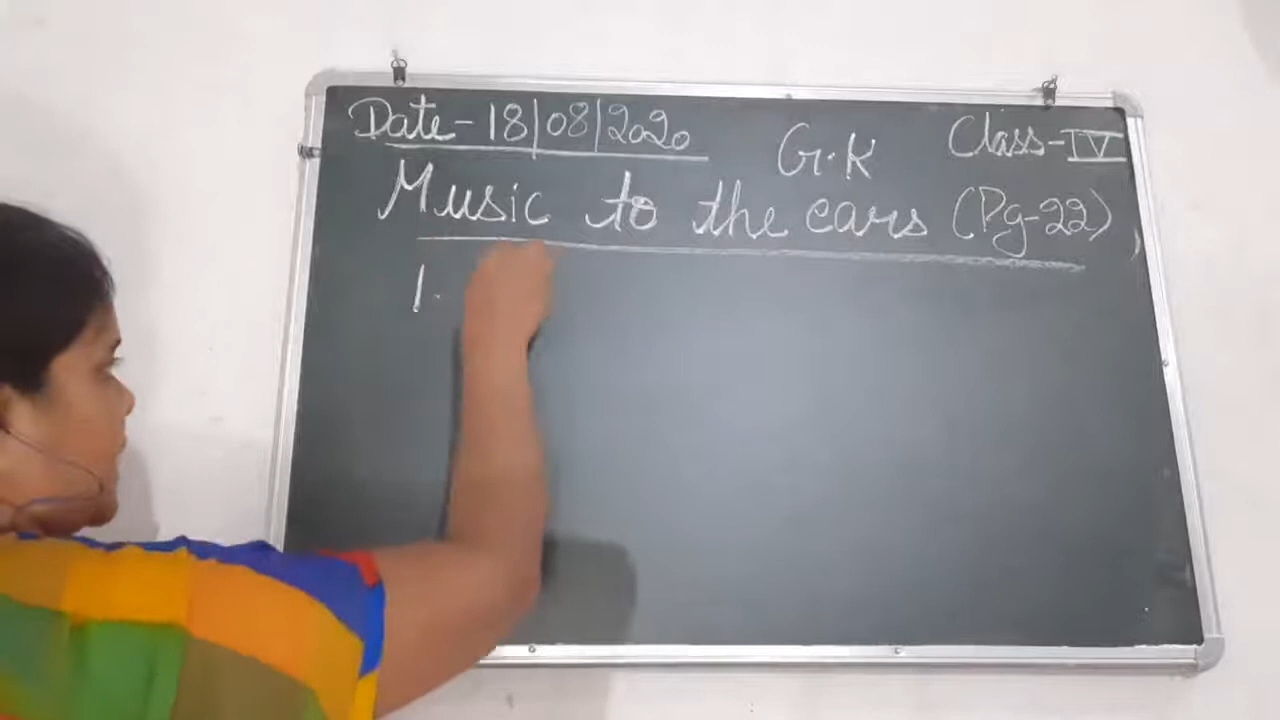 Date-18/08/2020 G.K Class-IV
Music to the ears (Pg-22)
1.